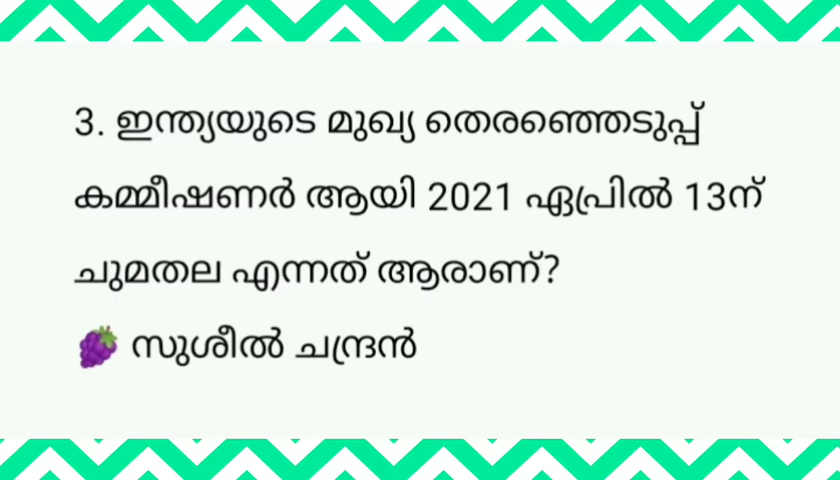 3. ഇന്ത്യയുടെ മുഖ്യ തെരഞ്ഞെടുപ്പ്
കമ്മീഷണർ ആയി 2021 ഏപ്രിൽ 13ന്
ചുമതല എന്നത് ആരാണ്?
🍇 സുശീൽ ചന്ദ്രൻ